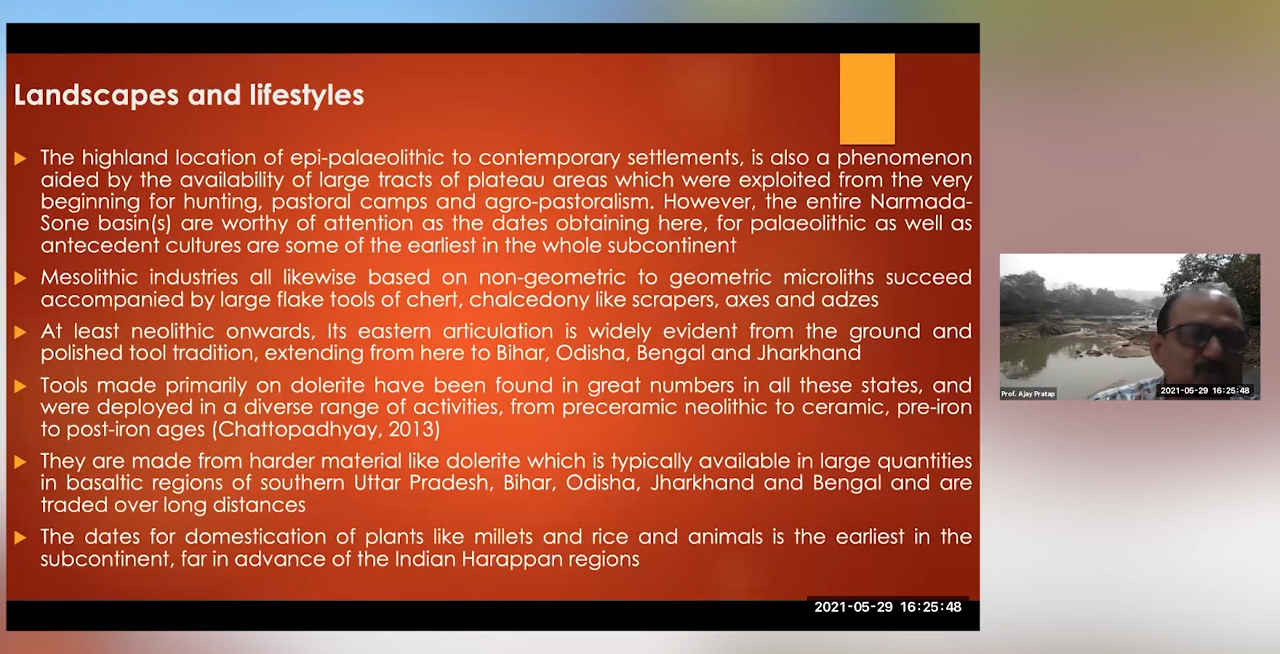 Landscapes and lifestyles
The highland location of epi-palaeolithic to contemporary settlements, is also a phenomenon
aided by the availability of large tracts of plateau areas which were exploited from the very
beginning for hunting, pastoral camps and agro-pastoralism. However, the entire Narmada-
Sone basin(s) are worthy of attention as the dates obtaining here, for palaeolithic as well as
antecedent cultures are some of the earliest in the whole subcontinent
Mesolithic industries all likewise based on non-geometric to geometric microliths succeed
accompanied by large flake tools of chert, chalcedony like scrapers, axes and adzes
At least neolithic onwards, Its eastern articulation is widely evident from the ground and
polished tool tradition, extending from here to Bihar, Odisha, Bengal and Jharkhand
Tools made primarily on dolerite have been found in great numbers in all these states, and
were deployed in a diverse range of activities, from preceramic neolithic to ceramic, pre-iron
to post-iron ages (Chattopadhyay, 2013)
They are made from harder material like dolerite which is typically available in large quantities
in basaltic regions of southern Uttar Pradesh, Bihar, Odisha, Jharkhand and Bengal and are
traded over long distances
The dates for domestication of plants like millets and rice and animals is the earliest in the
subcontinent, far in advance of the Indian Harappan regions
2021-05-29 16:25:48
Prof. Ajay Pratap
2021-05-29 16:25:48